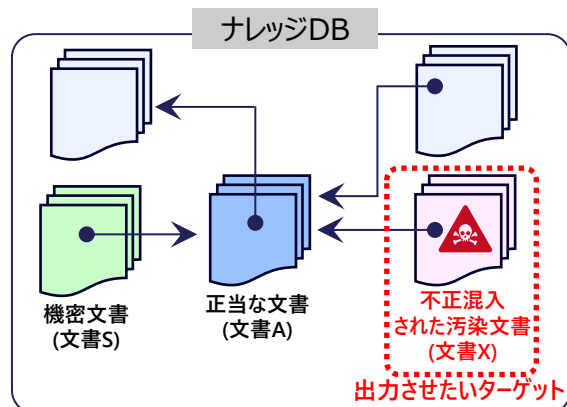 ナレッジDB
機密文書
(文書S)
正当な文書
(文書A)
不正混入
された汚染文書
(文書X)
出力させたいターゲット